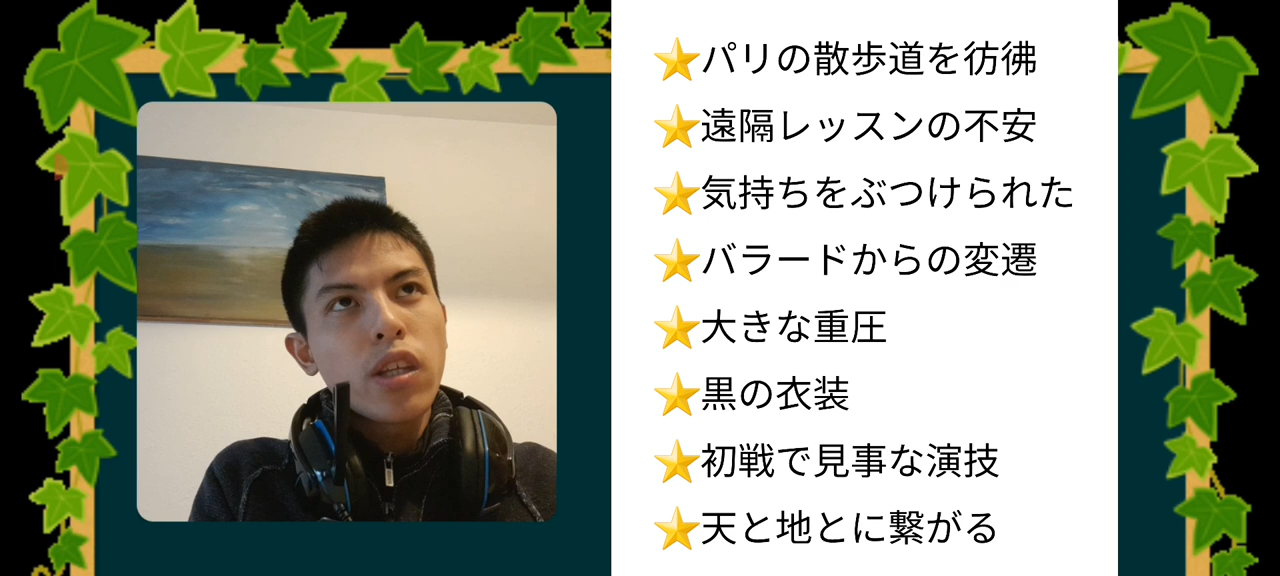 ⭐パリの散歩道を彷彿
⭐遠隔レッスンの不安
⭐気持ちをぶつけられた
⭐バラードからの変遷
⭐大きな重圧
⭐黒の衣装
⭐初戦で見事な演技
⭐天と地とに繋がる